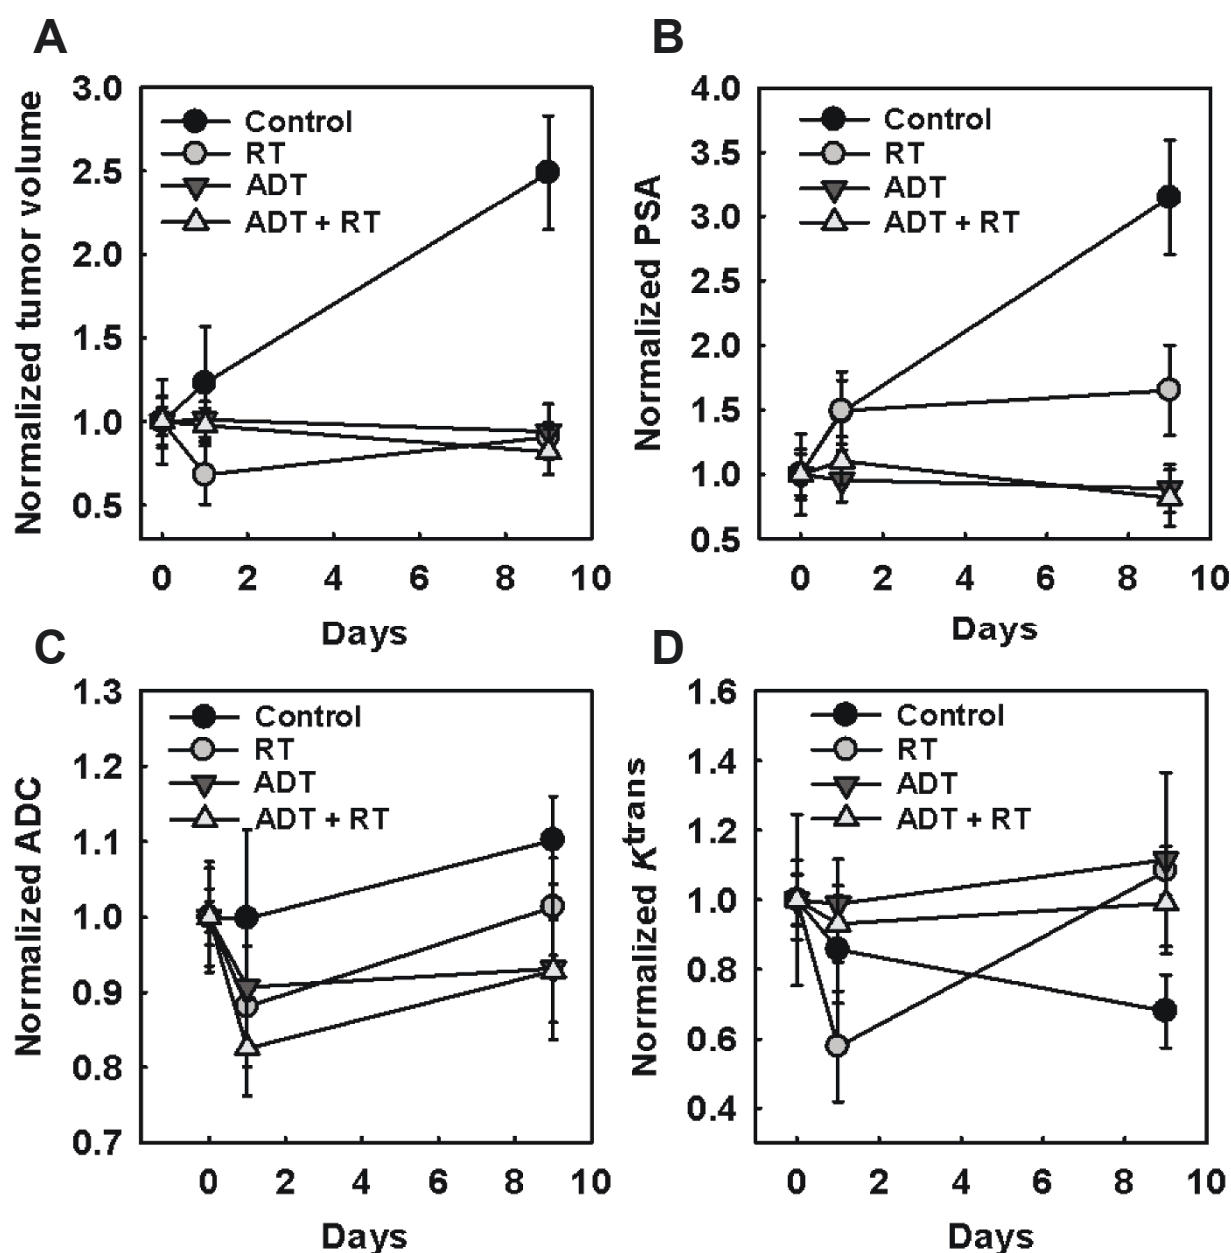 A
Normalized tumor volume
3.0
2.5
2.0
1.5
1.0
0.5
Control
RT
ADT
ADT + RT
0 2 4 6 8 10
Days
B
Normalized PSA
4.0
3.5
3.0
2.5
2.0
1.5
1.0
0.5
Control
RT
ADT
ADT + RT
0 2 4 6 8 10
Days
C
Normalized ADC
1.3
1.2
1.1
1.0
0.9
0.8
0.7
Control
RT
ADT
ADT + RT
0 2 4 6 8 10
Days
D
Normalized Ktrans
1.6
1.4
1.2
1.0
0.8
0.6
0.4
Control
RT
ADT
ADT + RT
0 2 4 6 8 10
Days